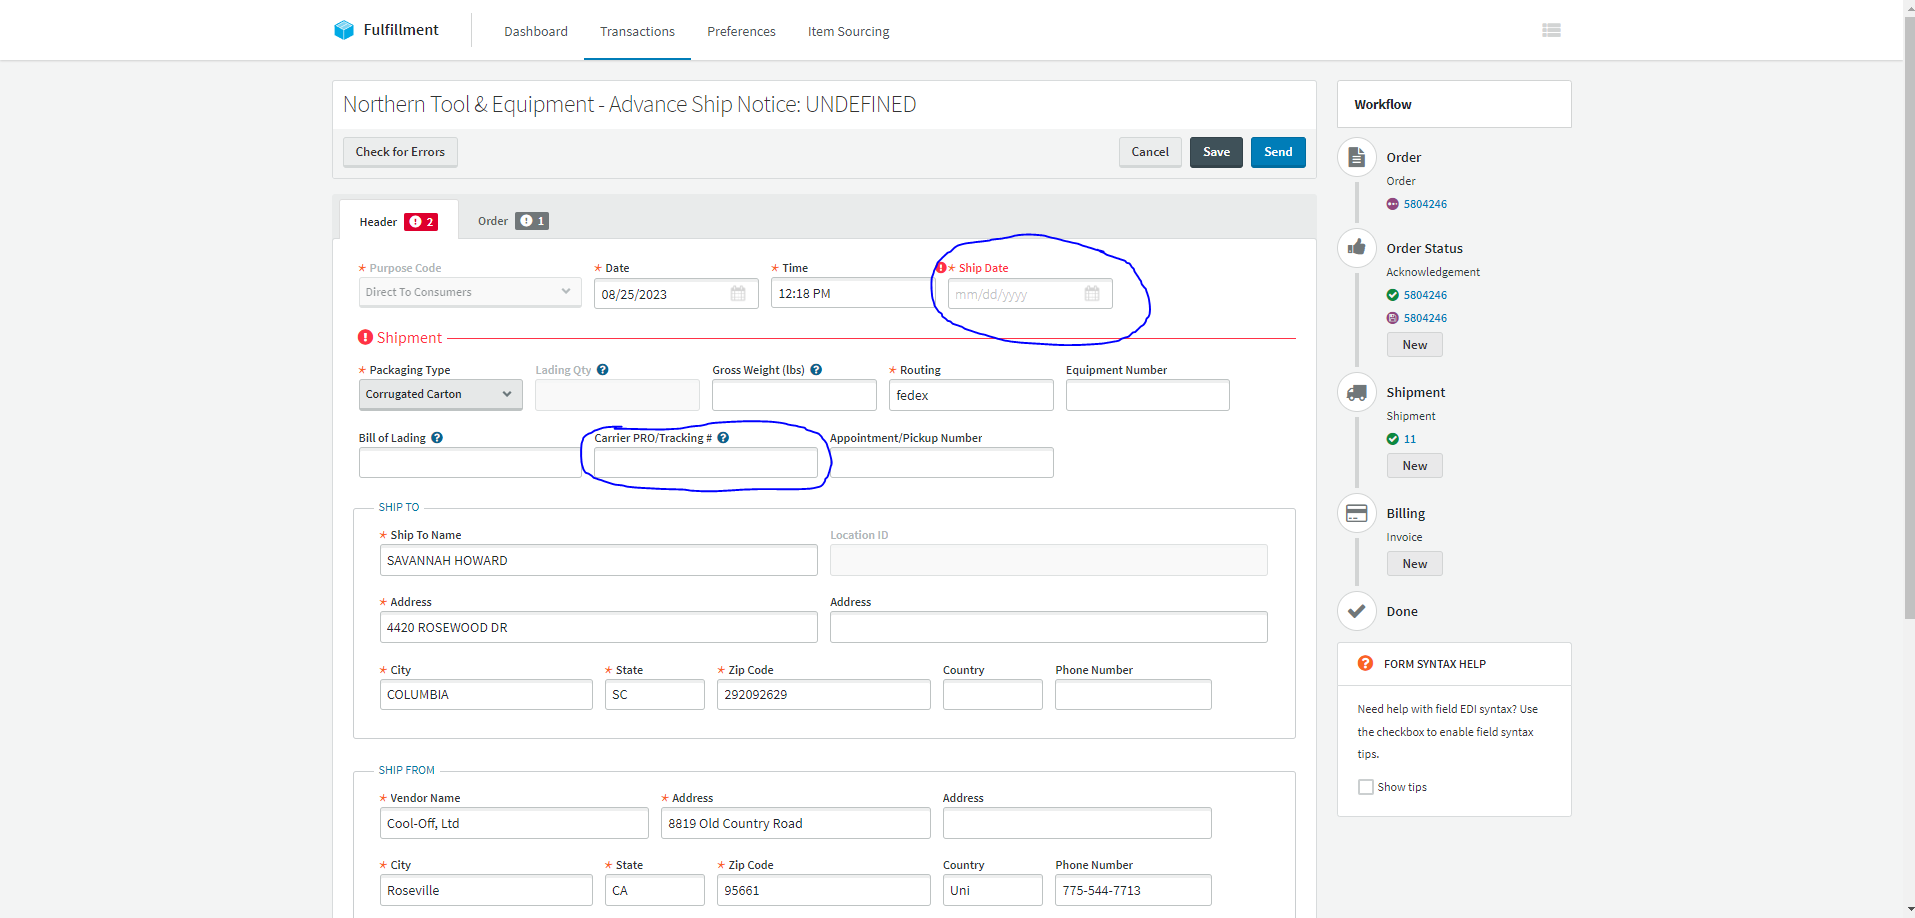 Fulfillment
Dashboard
Transactions
Preferences
Item Sourcing
Northern Tool & Equipment - Advance Ship Notice: UNDEFINED
Check for Errors
Cancel
Save
Send
Header 2
Order 1
* Purpose Code
* Date
* Time
* Ship Date
Direct To Consumers
08/25/2023
12:18 PM
mm/dd/yyyy
Shipment
* Packaging Type
Lading Qty
Gross Weight (lbs)
* Routing
Equipment Number
Corrugated Carton
fedex
Bill of Lading
Carrier PRO/Tracking #
Appointment/Pickup Number
SHIP TO
* Ship To Name
Location ID
SAVANNAH HOWARD
* Address
Address
4420 ROSEWOOD DR
* City
* State
* Zip Code
Country
Phone Number
COLUMBIA
SC
292092629
SHIP FROM
* Vendor Name
* Address
Address
Cool-Off, Ltd
8819 Old Country Road
* City
* State
* Zip Code
Country
Phone Number
Roseville
CA
95661
Uni
775-544-7713
Workflow
Order
Order
5804246
Order Status
Acknowledgement
5804246
5804246
New
Shipment
Shipment
11
New
Billing
Invoice
New
Done
FORM SYNTAX HELP
Need help with field EDI syntax? Use
the checkbox to enable field syntax
tips.
Show tips